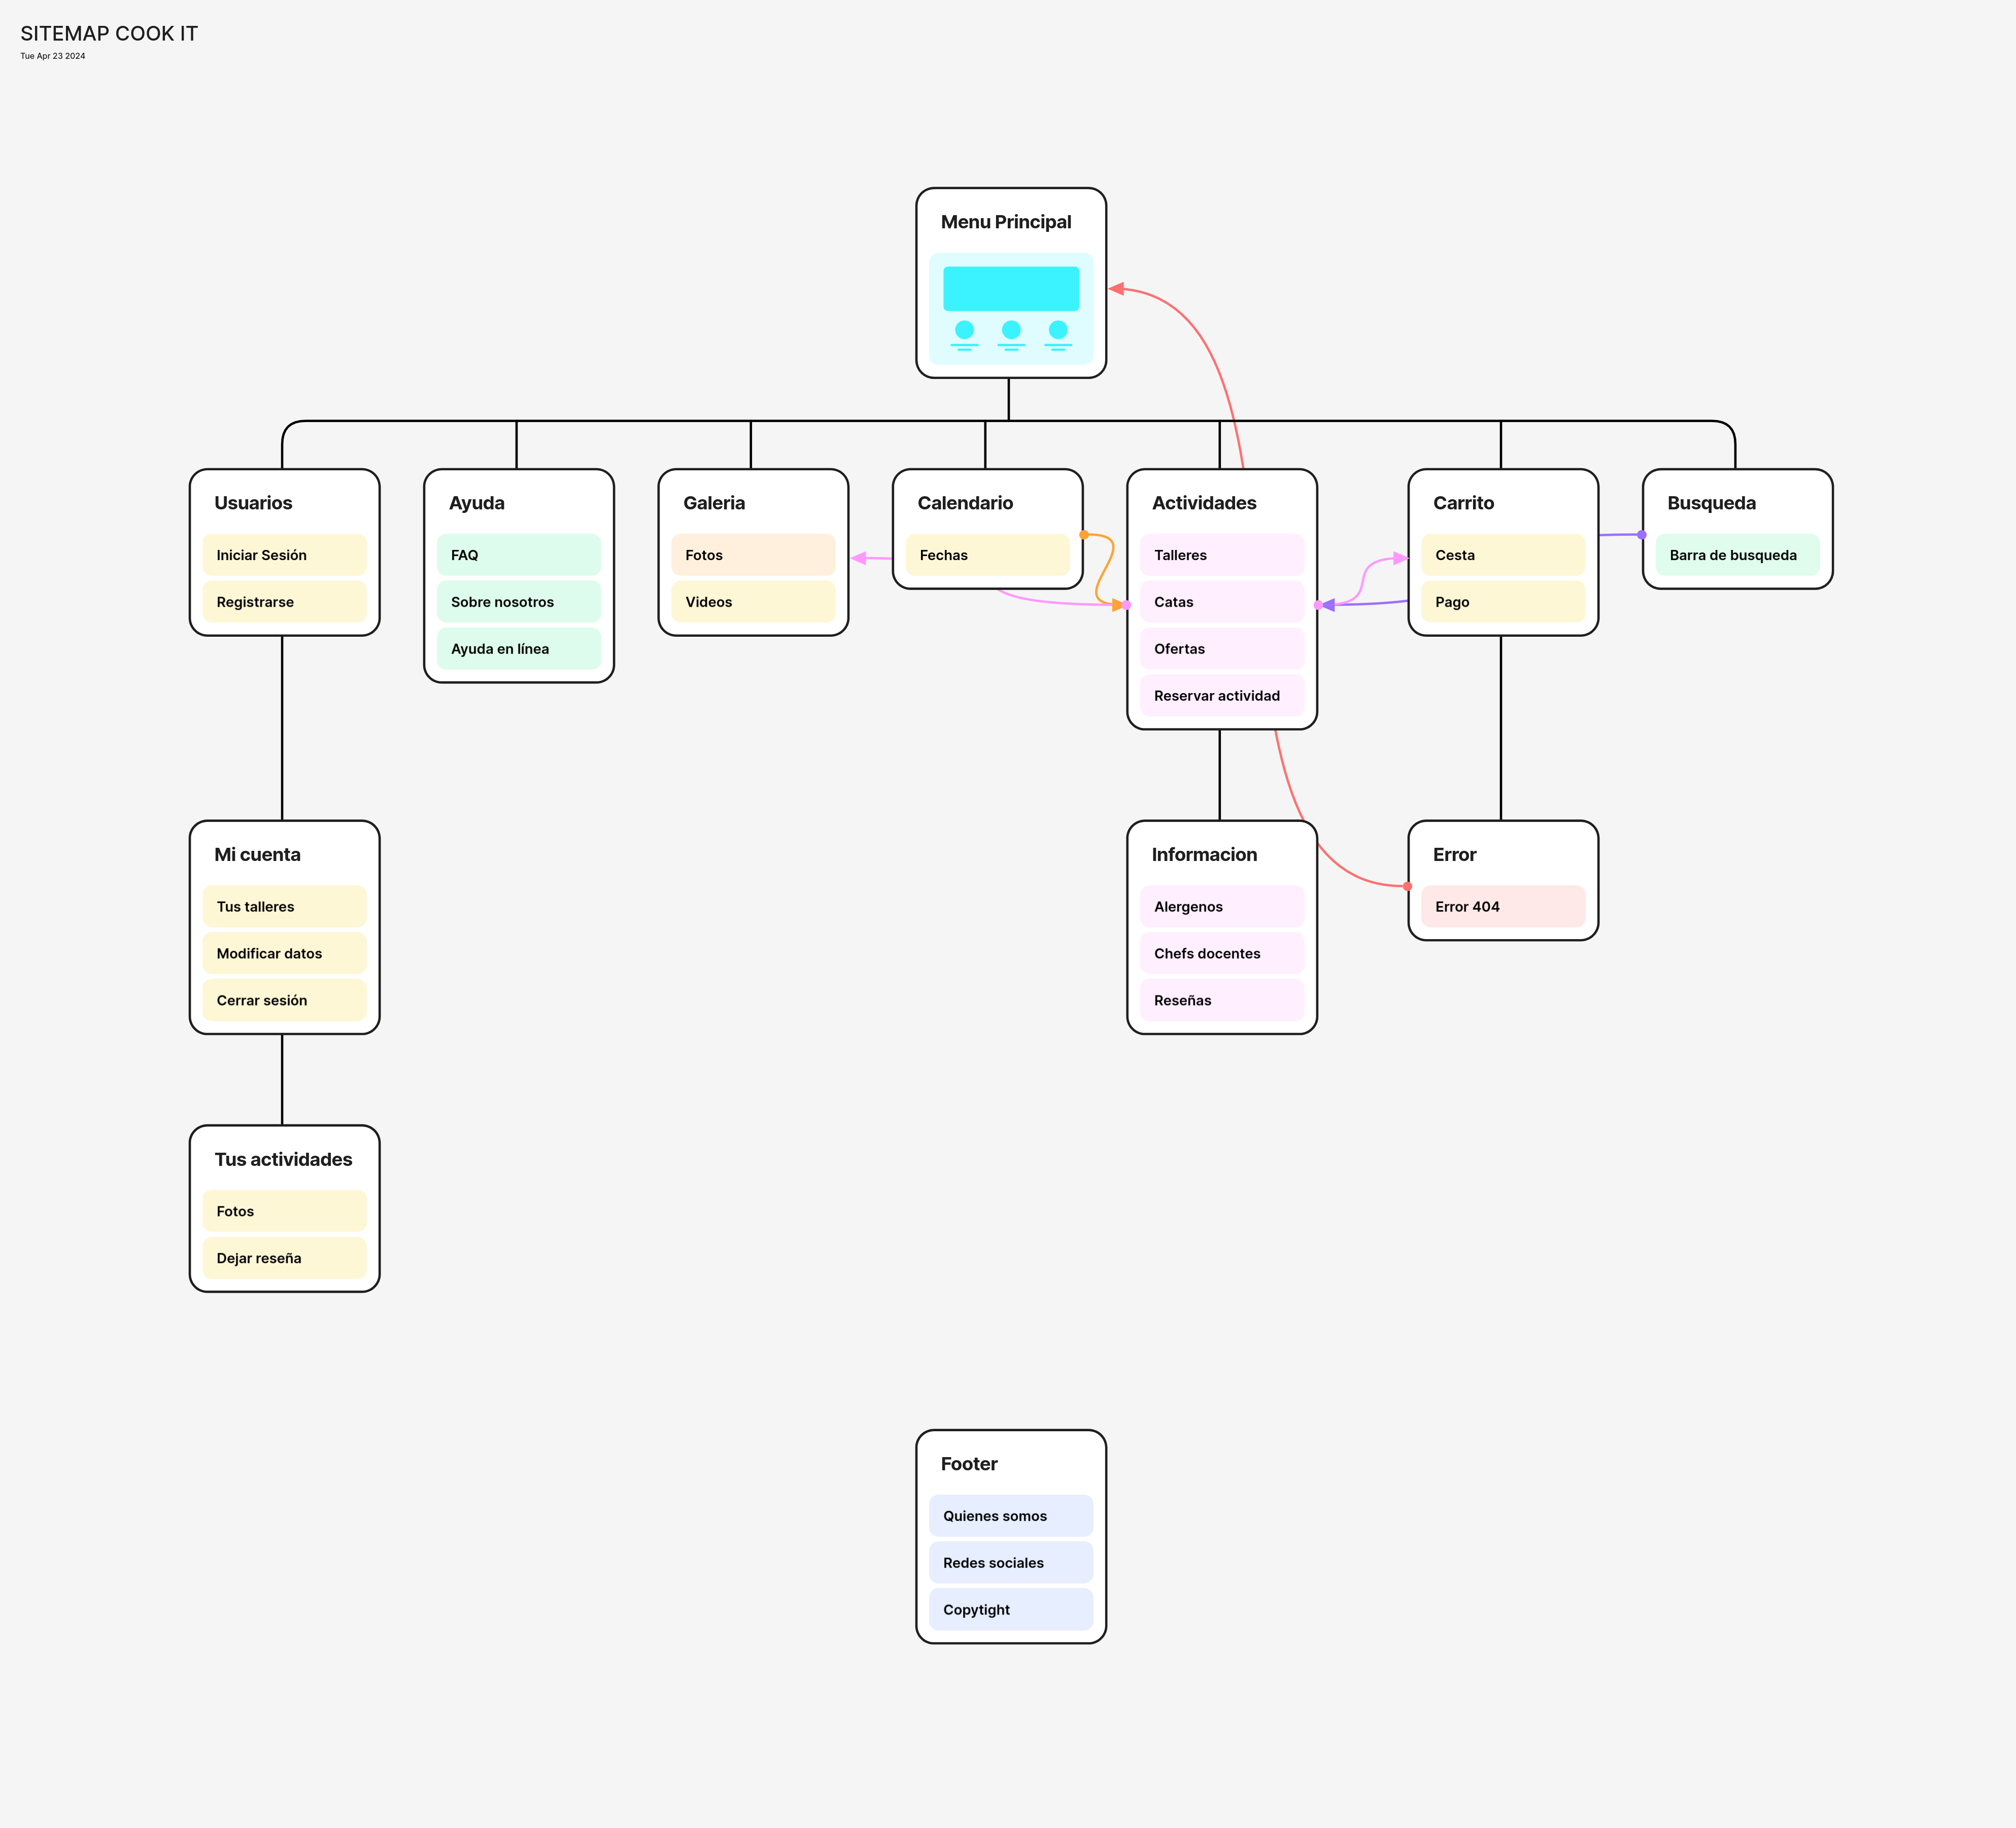 SITEMAP COOK IT
Tue Apr 23 2024
Menu Principal
Usuarios
Iniciar Sesión
Registrarse
Ayuda
FAQ
Sobre nosotros
Ayuda en línea
Galeria
Fotos
Videos
Calendario
Fechas
Actividades
Talleres
Catas
Ofertas
Reservar actividad
Carrito
Cesta
Pago
Busqueda
Barra de busqueda
Mi cuenta
Tus talleres
Modificar datos
Cerrar sesión
Informacion
Alergenos
Chefs docentes
Reseñas
Error
Error 404
Tus actividades
Fotos
Dejar reseña
Footer
Quienes somos
Redes sociales
Copytight